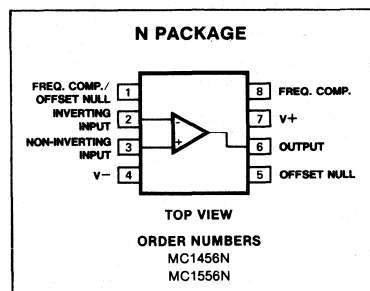 N PACKAGE
FREQ. COMP./
OFFSET NULL
1
INVERTING
INPUT
2
NON-INVERTING
INPUT
3
V−
4
8
FREQ. COMP.
7
V+
6
OUTPUT
5
OFFSET NULL
-
+
TOP VIEW
ORDER NUMBERS
MC1456N
MC1556N